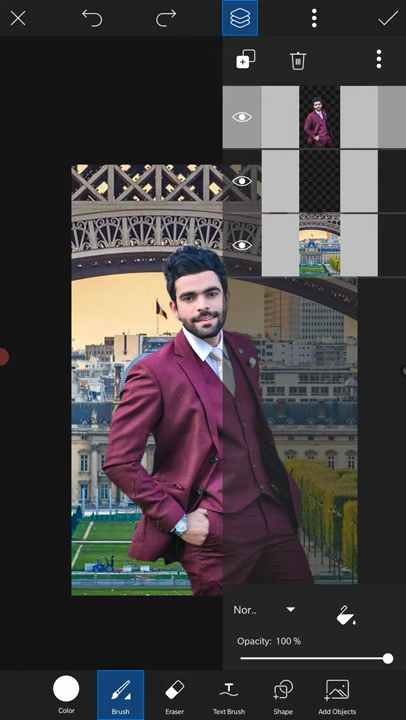 Nor..
Opacity: 100 %
Color
Brush
Eraser
Text Brush
Shape
Add Objects